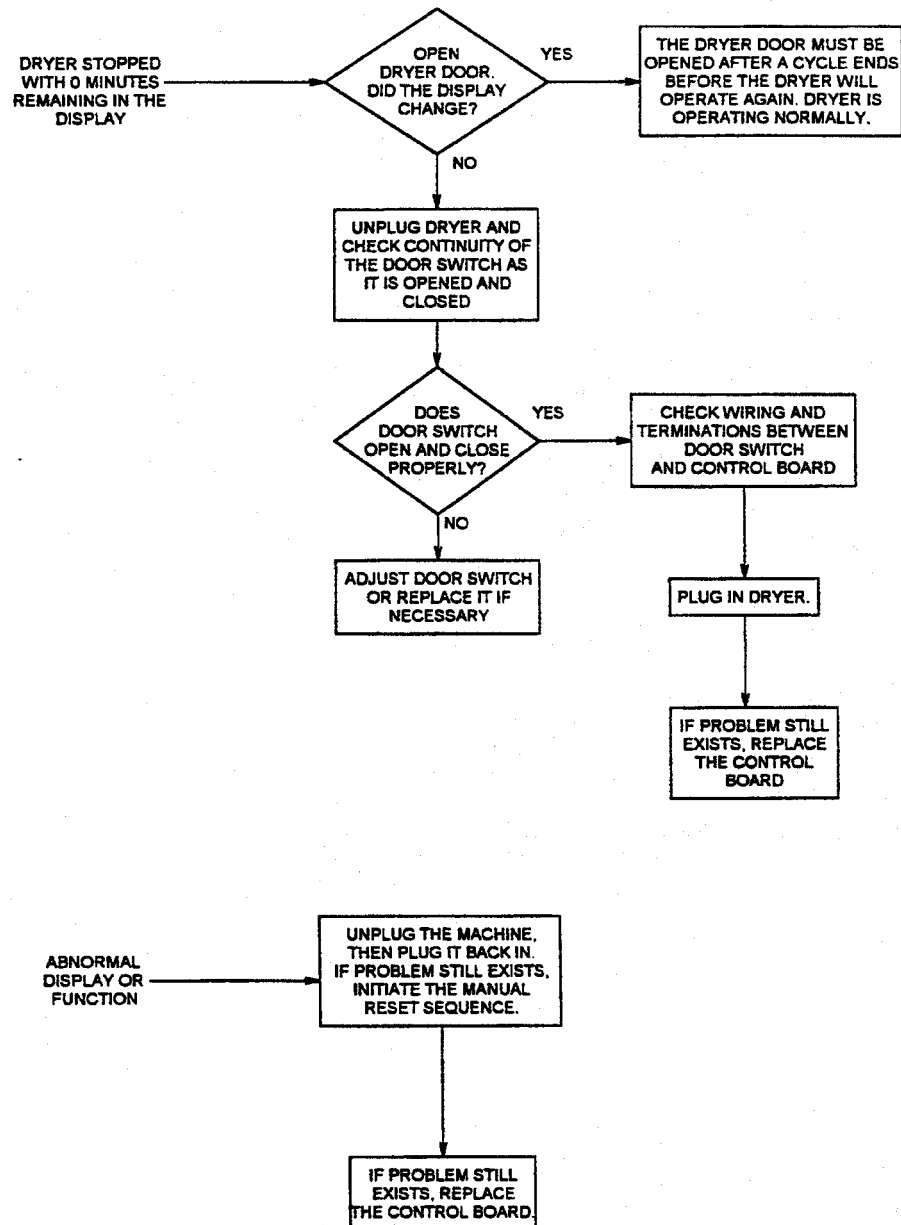 DRYER STOPPED
WITH 0 MINUTES
REMAINING IN THE
DISPLAY
OPEN
DRYER DOOR.
DID THE DISPLAY
CHANGE?
YES
THE DRYER DOOR MUST BE
OPENED AFTER A CYCLE ENDS
BEFORE THE DRYER WILL
OPERATE AGAIN. DRYER IS
OPERATING NORMALLY.
NO
UNPLUG DRYER AND
CHECK CONTINUITY OF
THE DOOR SWITCH AS
IT IS OPENED AND
CLOSED
DOES
DOOR SWITCH
OPEN AND CLOSE
PROPERLY?
YES
CHECK WIRING AND
TERMINATIONS BETWEEN
DOOR SWITCH
AND CONTROL BOARD
NO
ADJUST DOOR SWITCH
OR REPLACE IT IF
NECESSARY
PLUG IN DRYER.
IF PROBLEM STILL
EXISTS, REPLACE
THE CONTROL
BOARD
ABNORMAL
DISPLAY OR
FUNCTION
UNPLUG THE MACHINE,
THEN PLUG IT BACK IN.
IF PROBLEM STILL EXISTS,
INITIATE THE MANUAL
RESET SEQUENCE.
IF PROBLEM STILL
EXISTS, REPLACE
THE CONTROL BOARD.